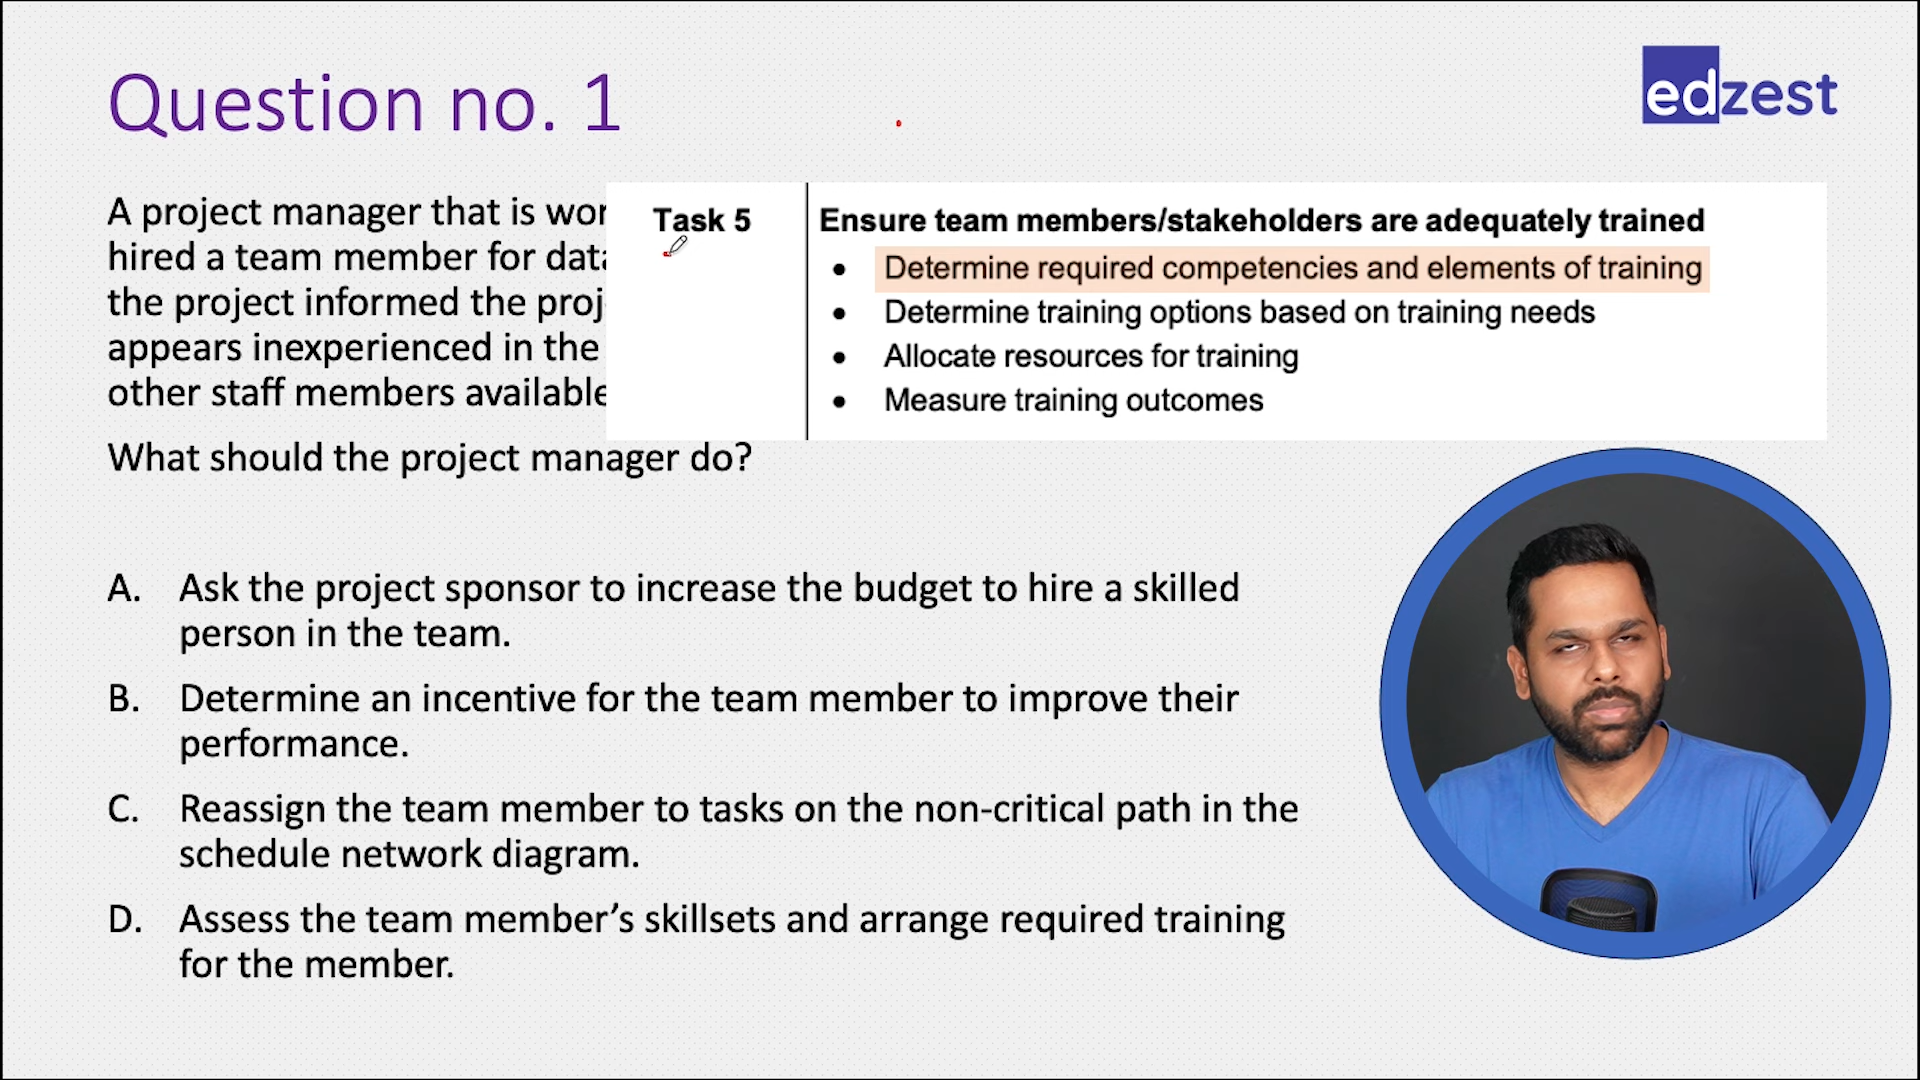 Question no. 1
edzest
A project manager that is wor
hired a team member for data
the project informed the proj
appears inexperienced in the
other staff members available
What should the project manager do?
Task 5
Ensure team members/stakeholders are adequately trained
• Determine required competencies and elements of training
• Determine training options based on training needs
• Allocate resources for training
• Measure training outcomes
A. Ask the project sponsor to increase the budget to hire a skilled
person in the team.
B. Determine an incentive for the team member to improve their
performance.
C. Reassign the team member to tasks on the non-critical path in the
schedule network diagram.
D. Assess the team member’s skillsets and arrange required training
for the member.